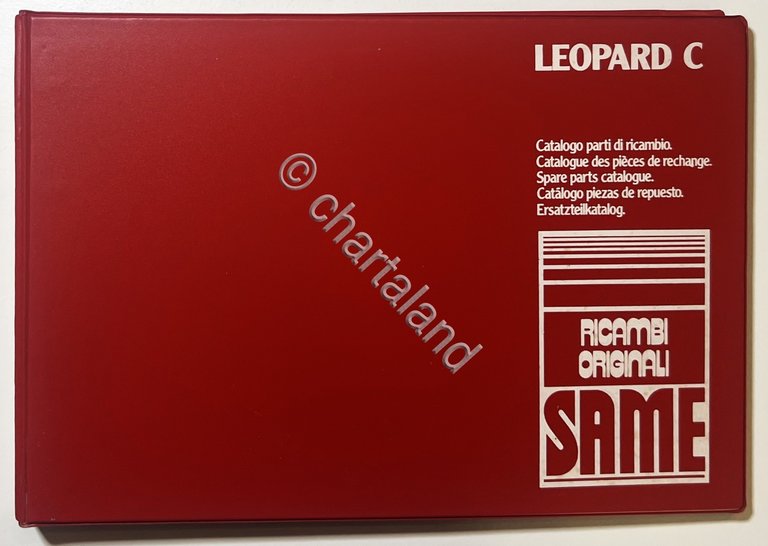 LEOPARD C
Catalogo parti di ricambio.
Catalogue des pièces de rechange.
Spare parts catalogue.
Catálogo piezas de repuesto.
Ersatzteilkatalog.
© chartaland
RICAMBI
ORIGINALI
SAME